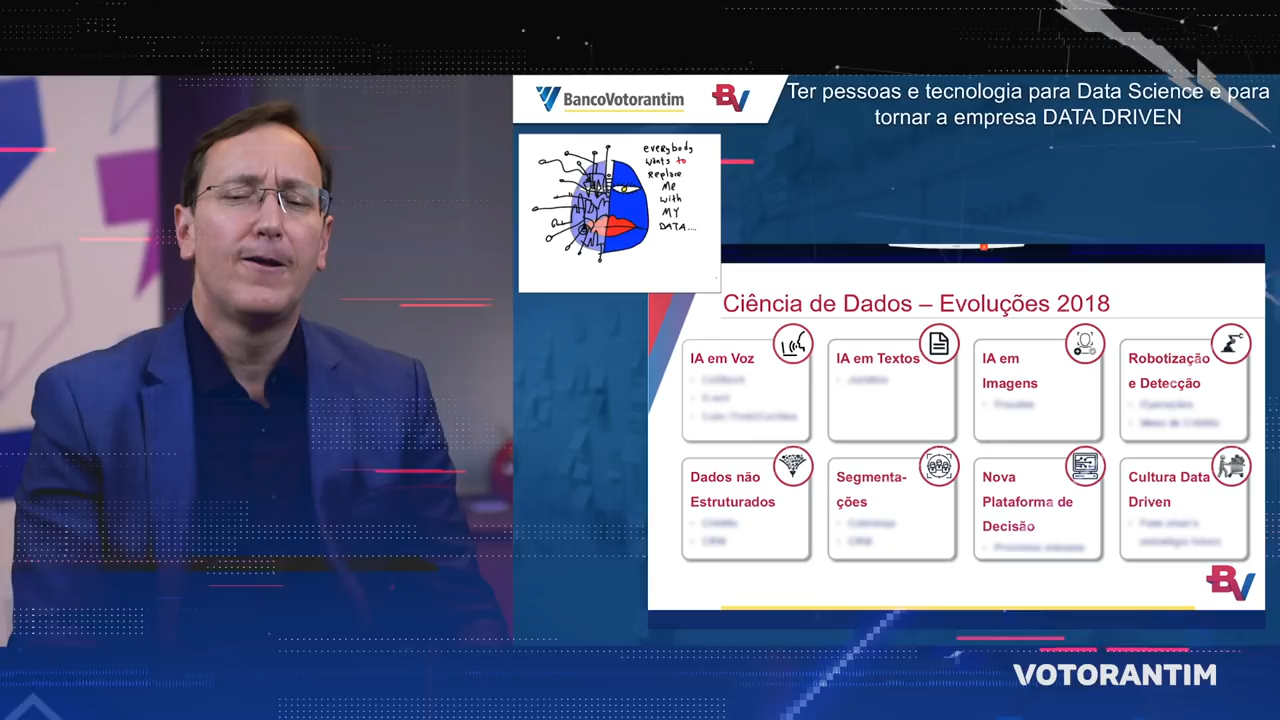 BancoVotorantim
BV
Ter pessoas e tecnologia para Data Science e para
tornar a empresa DATA DRIVEN
everybody
wants to
Replace
Me
with
MY
DATA...
Ciência de Dados – Evoluções 2018
IA em Voz
IA em Textos
IA em
Imagens
Robotização
e Detecção
Dados não
Estruturados
CRM
Segmenta-
ções
CRM
Nova
Plataforma de
Decisão
Cultura Data
Driven
BV
VOTORANTIM